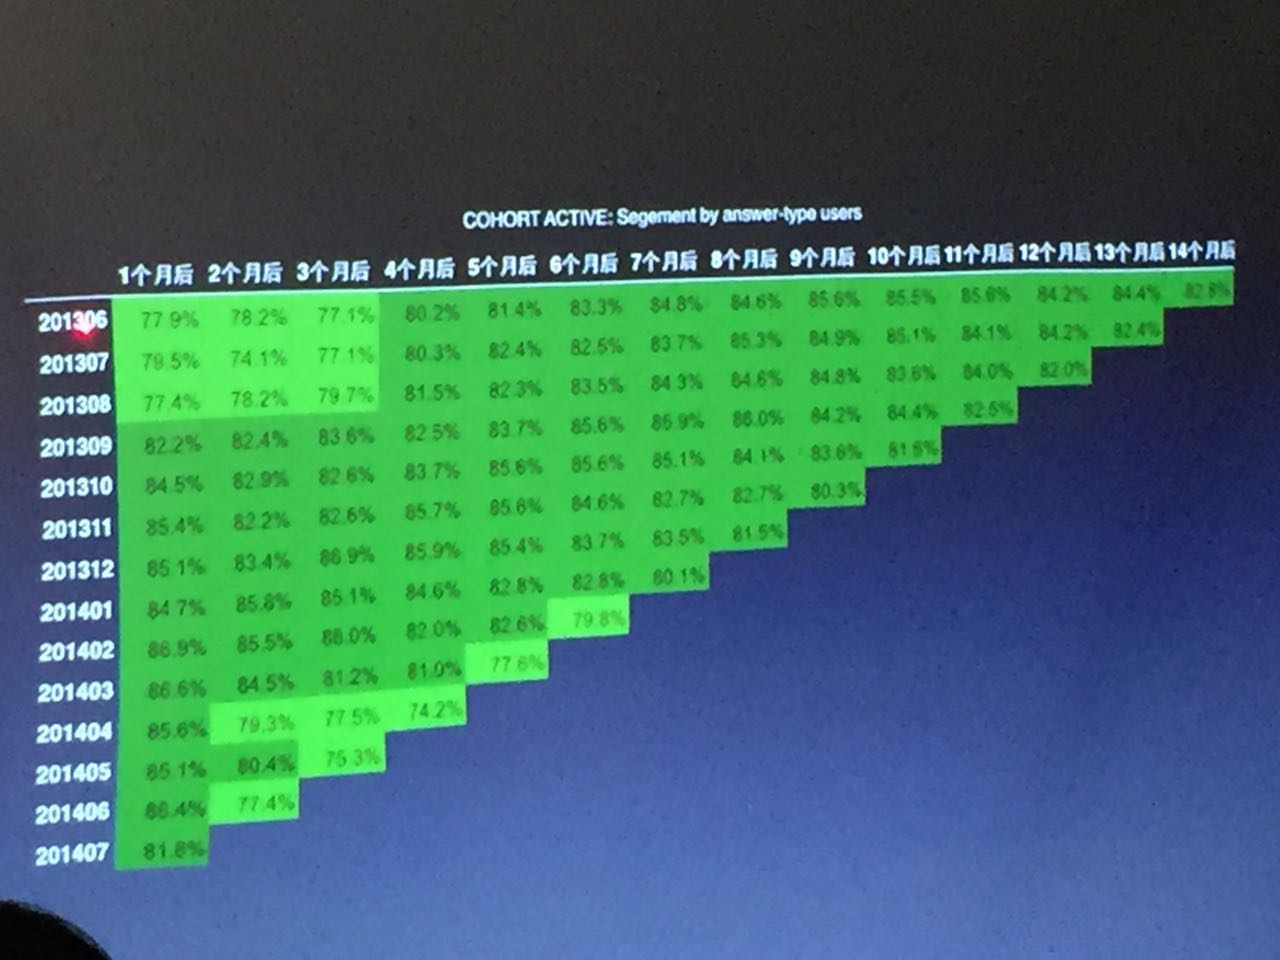 COHORT ACTIVE: Segement by answer-type users
1个月后 2个月后 3个月后 4个月后 5个月后 6个月后 7个月后 8个月后 9个月后 10个月后 11个月后 12个月后 13个月后 14个月后
201306 77.9% 78.2% 77.1% 80.2% 81.4% 83.3% 84.8% 84.6% 85.6% 85.5% 85.6% 84.2% 84.4% 82.8%
201307 79.5% 74.1% 77.1% 80.3% 82.4% 82.5% 83.7% 85.3% 84.9% 85.1% 84.1% 84.2% 82.4%
201308 77.4% 78.2% 79.7% 81.5% 82.3% 83.5% 84.3% 84.6% 84.8% 83.6% 84.0% 82.0%
201309 82.2% 82.4% 83.6% 82.5% 83.7% 85.6% 85.9% 86.0% 84.2% 84.4% 82.5%
201310 84.5% 82.9% 82.6% 83.7% 85.6% 85.6% 85.1% 84.1% 83.6% 81.6%
201311 85.4% 82.2% 82.6% 85.7% 85.6% 84.6% 82.7% 82.7% 80.3%
201312 85.1% 83.4% 86.9% 85.9% 85.4% 83.7% 83.5% 81.5%
201401 84.7% 85.8% 85.1% 84.6% 82.8% 82.8% 80.1%
201402 86.9% 85.5% 86.0% 82.0% 82.6% 79.8%
201403 86.6% 84.5% 81.2% 81.0% 77.6%
201404 85.6% 79.3% 77.5% 74.2%
201405 85.1% 80.4% 75.3%
201406 86.4% 77.4%
201407 81.8%